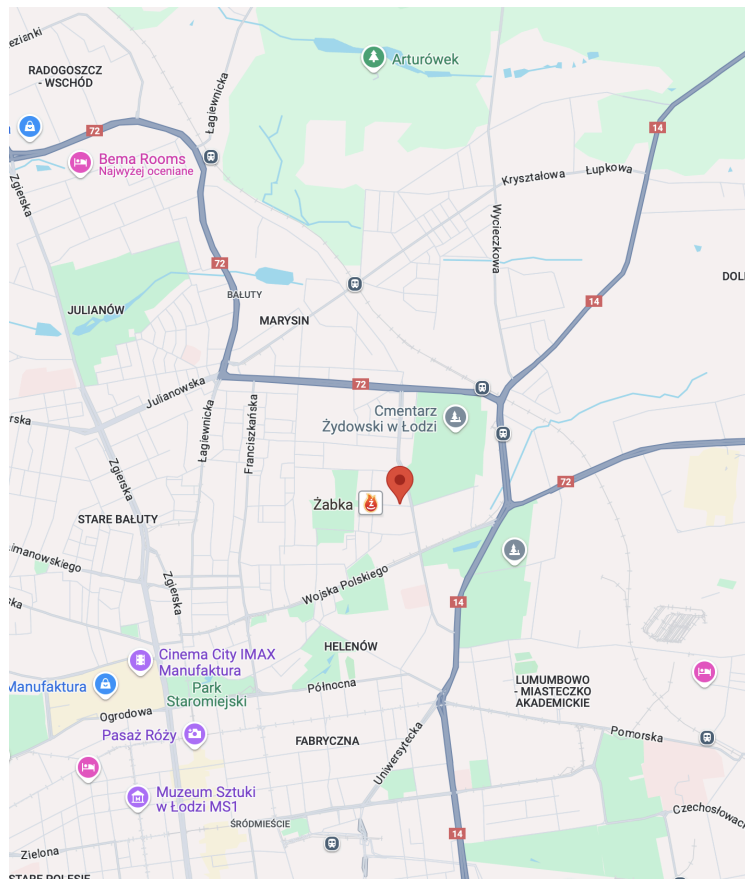 RADOGOSZCZ
- WSCHÓD
Łagiewnicka
Arturówek
72
14
Bema Rooms
Najwyżej oceniane
Zgierska
Kryształowa
Łupkowa
Wycieczkowa
72
14
BAŁUTY
JULIANÓW
MARYSIN
Julianowska
72
Cmentarz
Żydowski w Łodzi
Łagiewnicka
Franciszkańska
Zgierska
Żabka
Ż
72
STARE BAŁUTY
Zgierska
Wojska Polskiego
14
HELENÓW
Cinema City IMAX
Manufaktura
Manufaktura
Park
Staromiejski
Północna
LUMUMBOWO
- MIASTECZKO
AKADEMICKIE
Ogrodowa
Pasaż Róży
FABRYCZNA
Uniwersytecka
Pomorska
Muzeum Sztuki
w Łodzi MS1
ŚRÓDMIEŚCIE
14
Zielona